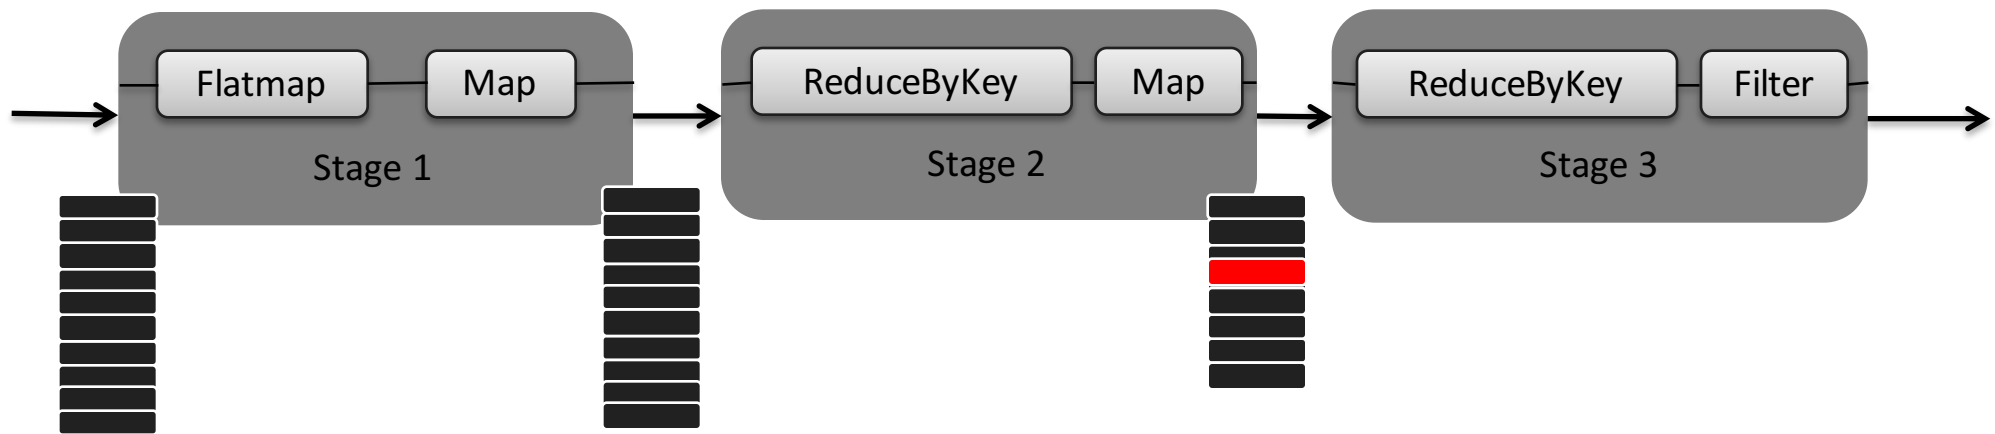 Flatmap
Map
Stage 1
ReduceByKey
Map
Stage 2
ReduceByKey
Filter
Stage 3